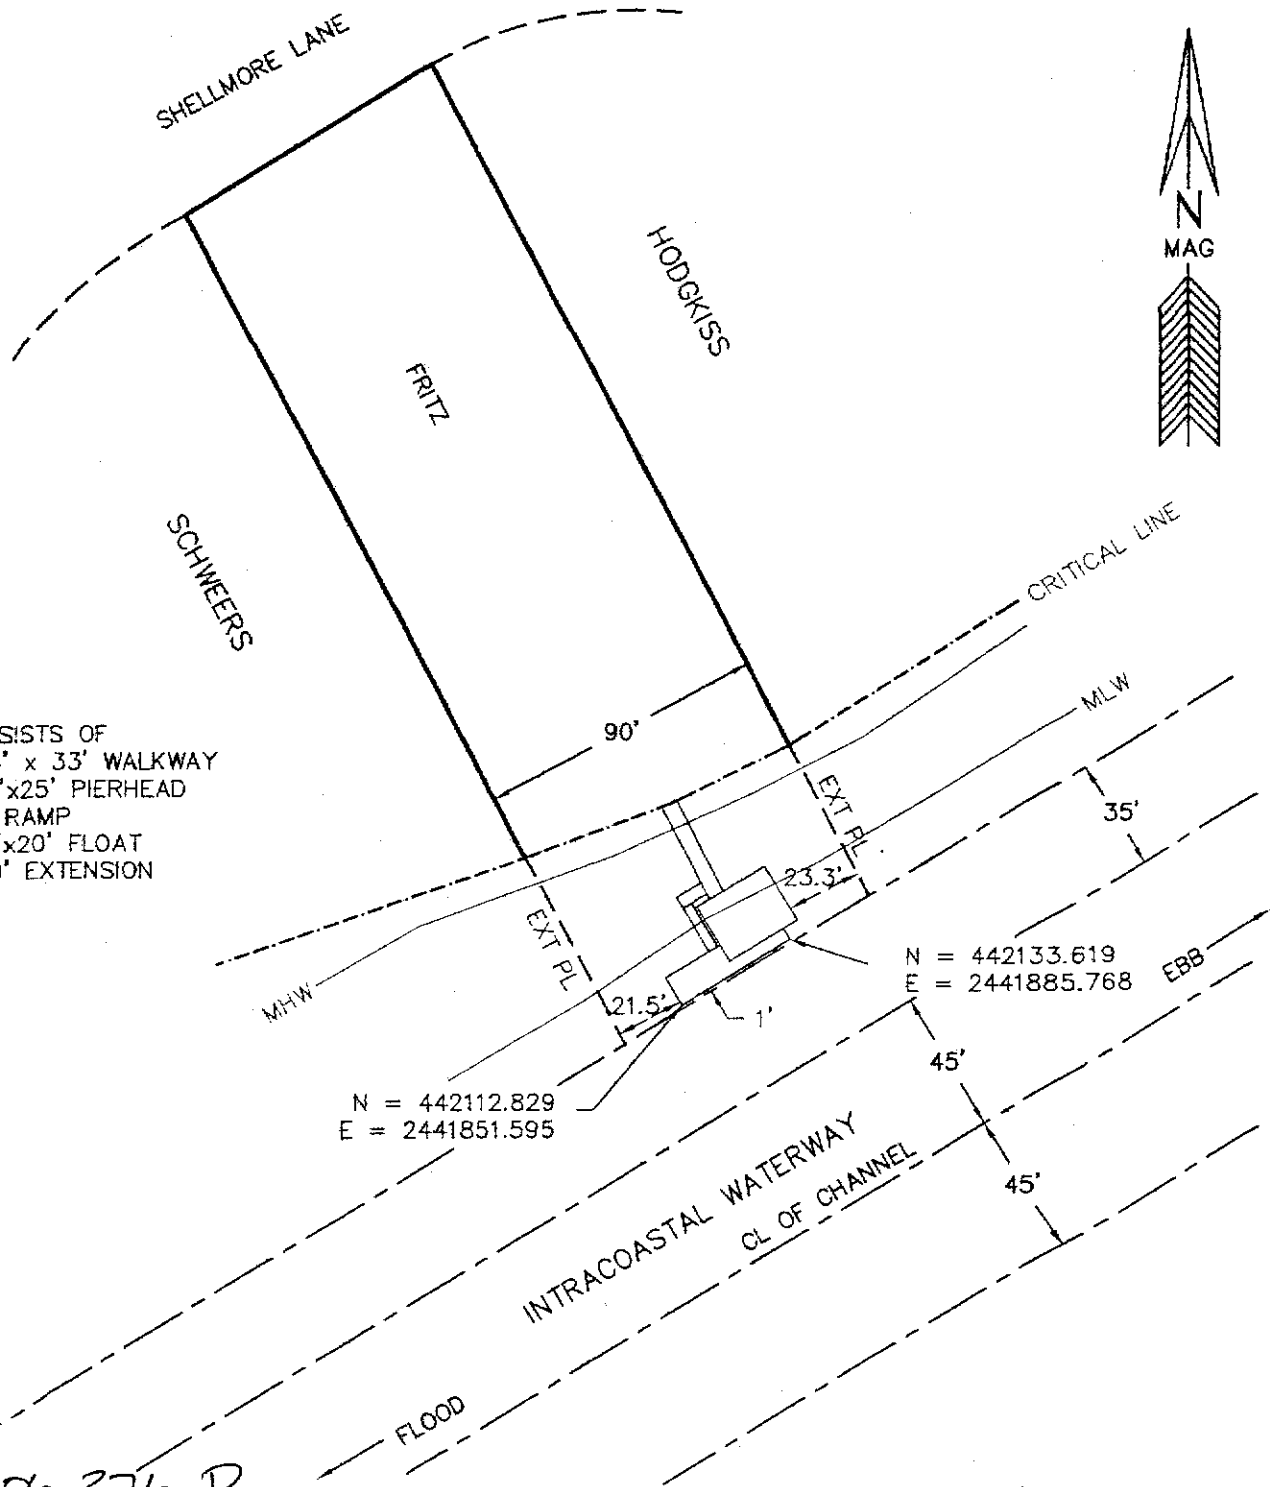 SHELLMORE LANE
N
MAG
HODGKISS
FRITZ
SCHWEERS
CRITICAL LINE
MLW
90'
SISTS OF
' x 33' WALKWAY
'x25' PIERHEAD
RAMP
'x20' FLOAT
' EXTENSION
EXT PL
35'
23.3'
EXT PL
N = 442133.619
E = 2441885.768
EBB
MHW
21.5'
1'
45'
N = 442112.829
E = 2441851.595
INTRACOASTAL WATERWAY
CL OF CHANNEL
45'
FLOOD